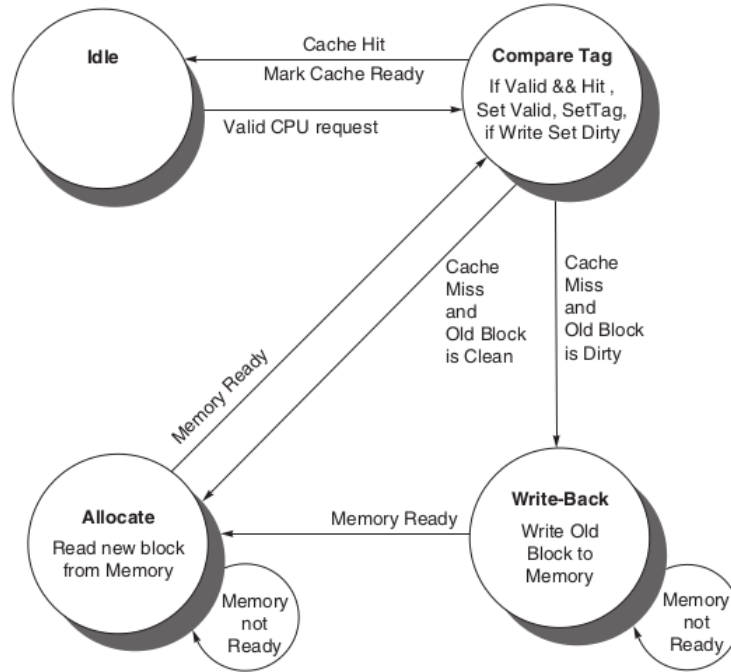 Idle
Cache Hit
Mark Cache Ready
Valid CPU request
Compare Tag
If Valid && Hit ,
Set Valid, SetTag,
if Write Set Dirty
Cache
Miss
and
Old Block
is Clean
Cache
Miss
and
Old Block
is Dirty
Memory Ready
Allocate
Read new block
from Memory
Memory
not
Ready
Memory Ready
Write-Back
Write Old
Block to
Memory
Memory
not
Ready